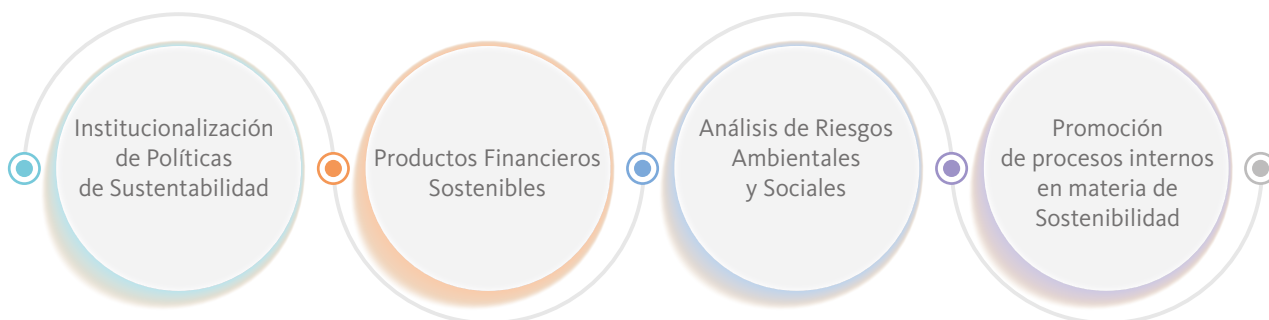 Institucionalización
de Políticas
de Sustentabilidad
Productos Financieros
Sostenibles
Análisis de Riesgos
Ambientales
y Sociales
Promoción
de procesos internos
en materia de
Sostenibilidad